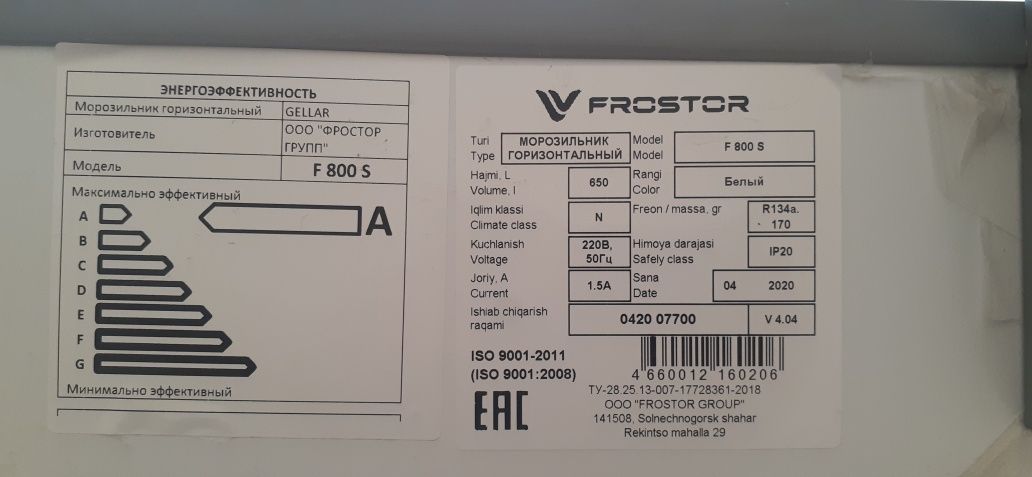 ЭНЕРГОЭФФЕКТИВНОСТЬ
Морозильник горизонтальный GELLAR
Изготовитель ООО "ФРОСТОР
ГРУПП"
Модель F 800 S
Максимально эффективный
A
B
C
D
E
F
G
A
Минимально эффективный
FROSTOR
Turi
Type
МОРОЗИЛЬНИК
ГОРИЗОНТАЛЬНЫЙ
Model
Model
F 800 S
Hajmi, L
Volume, l
650
Rangi
Color
Белый
Iqlim klassi
Climate class
N
Freon / massa, gr
R134a.
170
Kuchlanish
Voltage
220В,
50Гц
Himoya darajasi
Safely class
IP20
Joriy, A
Current
1.5A
Sana
Date
04 2020
Ishiab chiqarish
raqami
0420 07700
V 4.04
ISO 9001-2011
(ISO 9001:2008)
EAC
4 660012 160206
ТУ-28.25.13-007-17728361-2018
ООО "FROSTOR GROUP"
141508, Solnechnogorsk shahar
Rekintso mahalla 29